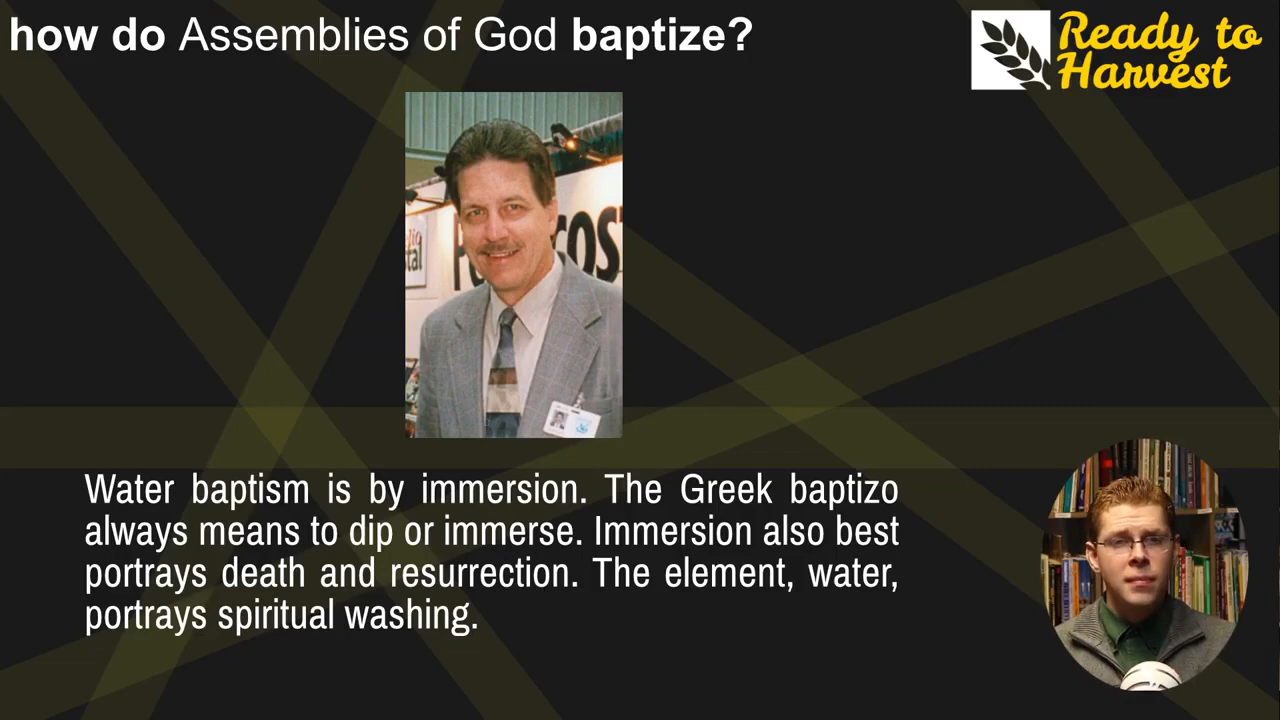 how do Assemblies of God baptize?
Ready to
Harvest
Water baptism is by immersion. The Greek baptizo
always means to dip or immerse. Immersion also best
portrays death and resurrection. The element, water,
portrays spiritual washing.